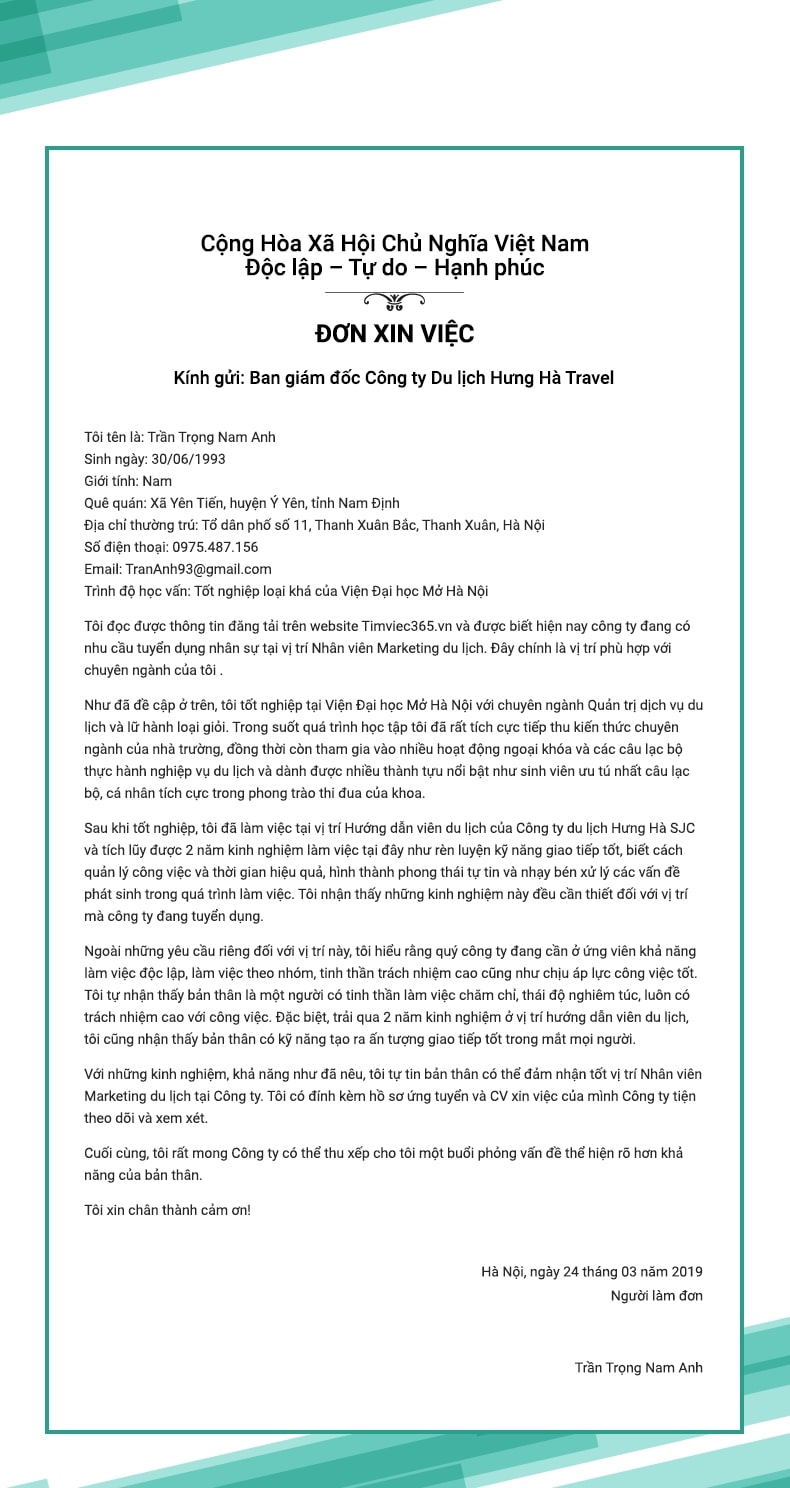 Cộng Hòa Xã Hội Chủ Nghĩa Việt Nam
Độc lập – Tự do – Hạnh phúc
ĐƠN XIN VIỆC
Kính gửi: Ban giám đốc Công ty Du lịch Hưng Hà Travel
Tôi tên là: Trần Trọng Nam Anh
Sinh ngày: 30/06/1993
Giới tính: Nam
Quê quán: Xã Yên Tiến, huyện Ý Yên, tỉnh Nam Định
Địa chỉ thường trú: Tổ dân phố số 11, Thanh Xuân Bắc, Thanh Xuân, Hà Nội
Số điện thoại: 0975.487.156
Email: TranAnh93@gmail.com
Trình độ học vấn: Tốt nghiệp loại khá của Viện Đại học Mở Hà Nội
Tôi đọc được thông tin đăng tải trên website Timviec365.vn và được biết hiện nay công ty đang có
nhu cầu tuyển dụng nhân sự tại vị trí Nhân viên Marketing du lịch. Đây chính là vị trí phù hợp với
chuyên ngành của tôi .
Như đã đề cập ở trên, tôi tốt nghiệp tại Viện Đại học Mở Hà Nội với chuyên ngành Quản trị dịch vụ du
lịch và lữ hành loại giỏi. Trong suốt quá trình học tập tôi đã rất tích cực tiếp thu kiến thức chuyên
ngành của nhà trường, đồng thời còn tham gia vào nhiều hoạt động ngoại khóa và các câu lạc bộ
thực hành nghiệp vụ du lịch và dành được nhiều thành tựu nổi bật như sinh viên ưu tú nhất câu lạc
bộ, cá nhân tích cực trong phong trào thi đua của khoa.
Sau khi tốt nghiệp, tôi đã làm việc tại vị trí Hướng dẫn viên du lịch của Công ty du lịch Hưng Hà SJC
và tích lũy được 2 năm kinh nghiệm làm việc tại đây như rèn luyện kỹ năng giao tiếp tốt, biết cách
quản lý công việc và thời gian hiệu quả, hình thành phong thái tự tin và nhạy bén xử lý các vấn đề
phát sinh trong quá trình làm việc. Tôi nhận thấy những kinh nghiệm này đều cần thiết đối với vị trí
mà công ty đang tuyển dụng.
Ngoài những yêu cầu riêng đối với vị trí này, tôi hiểu rằng quý công ty đang cần ở ứng viên khả năng
làm việc độc lập, làm việc theo nhóm, tinh thần trách nhiệm cao cũng như chịu áp lực công việc tốt.
Tôi tự nhận thấy bản thân là một người có tinh thần làm việc chăm chỉ, thái độ nghiêm túc, luôn có
trách nhiệm cao với công việc. Đặc biệt, trải qua 2 năm kinh nghiệm ở vị trí hướng dẫn viên du lịch,
tôi cũng nhận thấy bản thân có kỹ năng tạo ra ấn tượng giao tiếp tốt trong mắt mọi người.
Với những kinh nghiệm, khả năng như đã nêu, tôi tự tin bản thân có thể đảm nhận tốt vị trí Nhân viên
Marketing du lịch tại Công ty. Tôi có đính kèm hồ sơ ứng tuyển và CV xin việc của mình Công ty tiện
theo dõi và xem xét.
Cuối cùng, tôi rất mong Công ty có thể thu xếp cho tôi một buổi phỏng vấn đề thể hiện rõ hơn khả
năng của bản thân.
Tôi xin chân thành cảm ơn!
Hà Nội, ngày 24 tháng 03 năm 2019
Người làm đơn
Trần Trọng Nam Anh